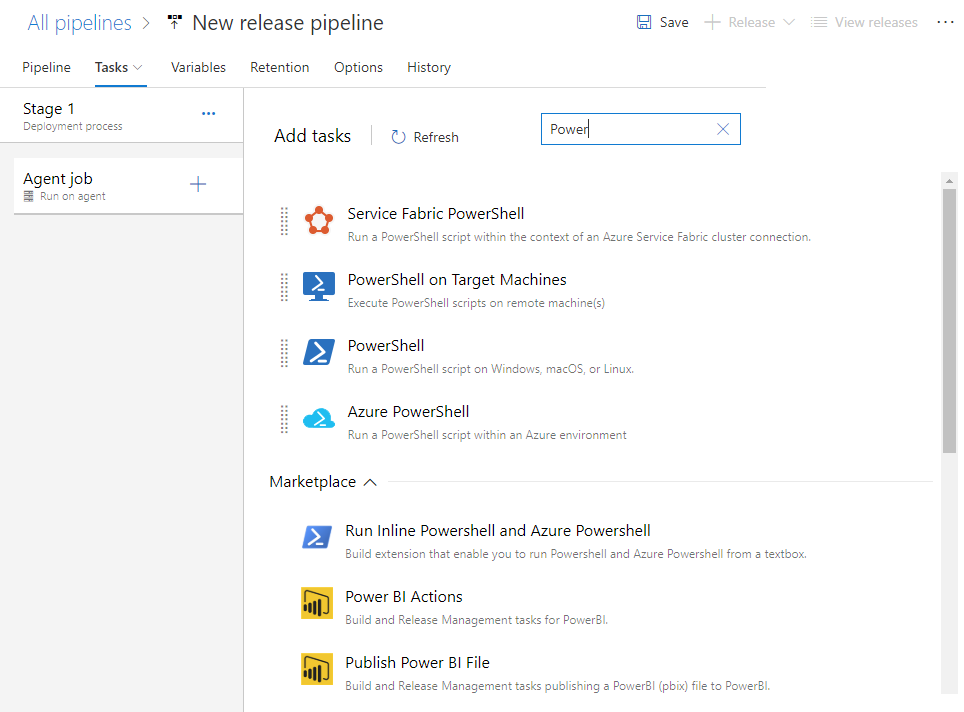 All pipelines > New release pipeline Save Release View releases ...
Pipeline Tasks Variables Retention Options History
Stage 1
Deployment process
Agent job
Run on agent
Add tasks Refresh Power
Service Fabric PowerShell
Run a PowerShell script within the context of an Azure Service Fabric cluster connection.
PowerShell on Target Machines
Execute PowerShell scripts on remote machine(s)
PowerShell
Run a PowerShell script on Windows, macOS, or Linux.
Azure PowerShell
Run a PowerShell script within an Azure environment
Marketplace
Run Inline Powershell and Azure Powershell
Build extension that enable you to run Powershell and Azure Powershell from a textbox.
Power BI Actions
Build and Release Management tasks for PowerBI.
Publish Power BI File
Build and Release Management tasks publishing a PowerBI (pbix) file to PowerBI.